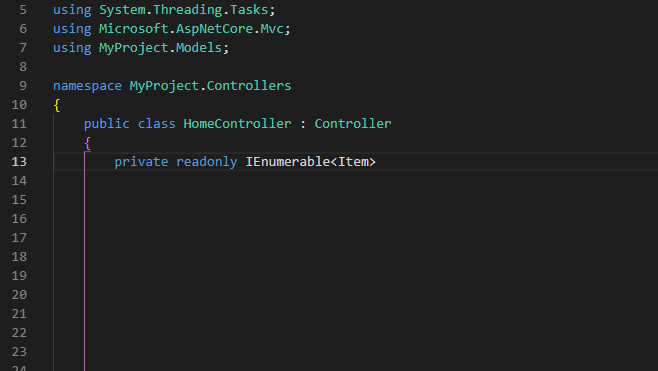 5 using System.Threading.Tasks;
6 using Microsoft.AspNetCore.Mvc;
7 using MyProject.Models;
8
9 namespace MyProject.Controllers
10 {
11     public class HomeController : Controller
12     {
13         private readonly IEnumerable<Item>
14
15
16
17
18
19
20
21
22
23
24